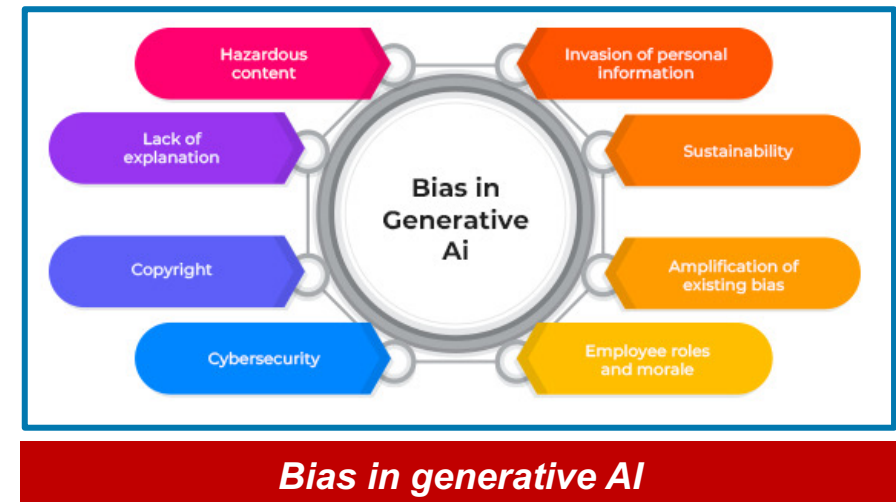 Hazardous
content
Invasion of personal
information
Lack of
explanation
Sustainability
Bias in
Generative
Ai
Copyright
Amplification of
existing bias
Cybersecurity
Employee roles
and morale
Bias in generative AI